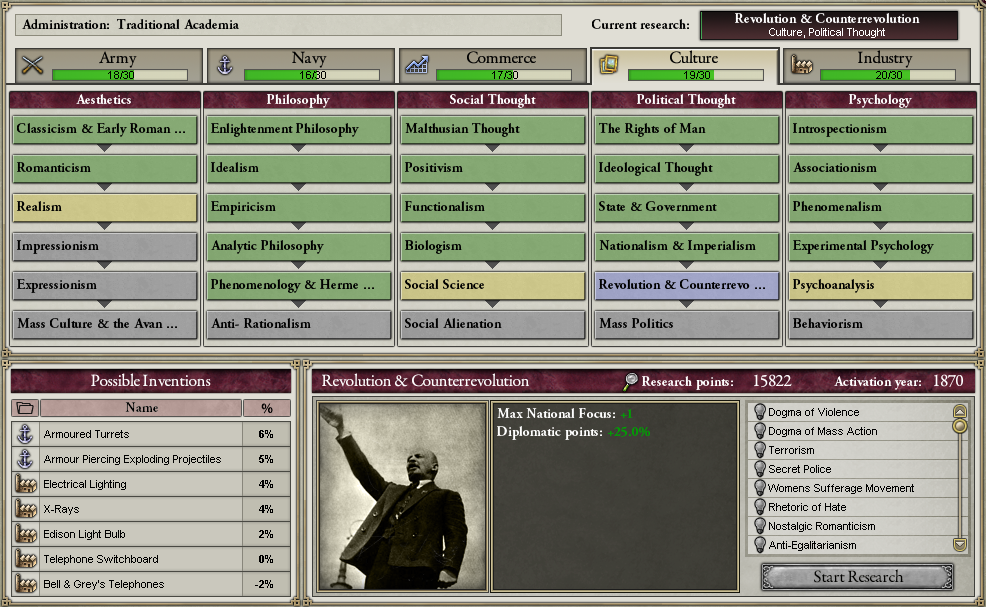 Administration: Traditional Academia
Current research:
Revolution & Counterrevolution
Culture, Political Thought
Army
18/30
Navy
16/30
Commerce
17/30
Culture
19/30
Industry
20/30
Aesthetics
Philosophy
Social Thought
Political Thought
Psychology
Classicism & Early Roman ...
Enlightenment Philosophy
Malthusian Thought
The Rights of Man
Introspectionism
Romanticism
Idealism
Positivism
Ideological Thought
Associationism
Realism
Empiricism
Functionalism
State & Government
Phenomenalism
Impressionism
Analytic Philosophy
Biologism
Nationalism & Imperialism
Experimental Psychology
Expressionism
Phenomenology & Herme ...
Social Science
Revolution & Counterrevo ...
Psychoanalysis
Mass Culture & the Avan ...
Anti- Rationalism
Social Alienation
Mass Politics
Behaviorism
Possible Inventions
Name %
Armoured Turrets 6%
Armour Piercing Exploding Projectiles 5%
Electrical Lighting 4%
X-Rays 4%
Edison Light Bulb 2%
Telephone Switchboard 0%
Bell & Grey's Telephones -2%
Revolution & Counterrevolution
Research points: 15822
Activation year: 1870
Max National Focus: +1
Diplomatic points: +25.0%
Dogma of Violence
Dogma of Mass Action
Terrorism
Secret Police
Womens Sufferage Movement
Rhetoric of Hate
Nostalgic Romanticism
Anti-Egalitarianism
Start Research